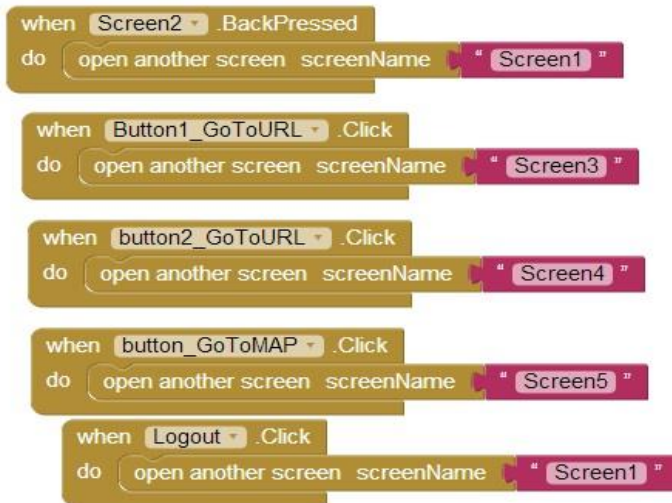 when Screen2 .BackPressed
do open another screen screenName " Screen1 "
when Button1_GoToURL .Click
do open another screen screenName " Screen3 "
when button2_GoToURL .Click
do open another screen screenName " Screen4 "
when button_GoToMAP .Click
do open another screen screenName " Screen5 "
when Logout .Click
do open another screen screenName " Screen1 "